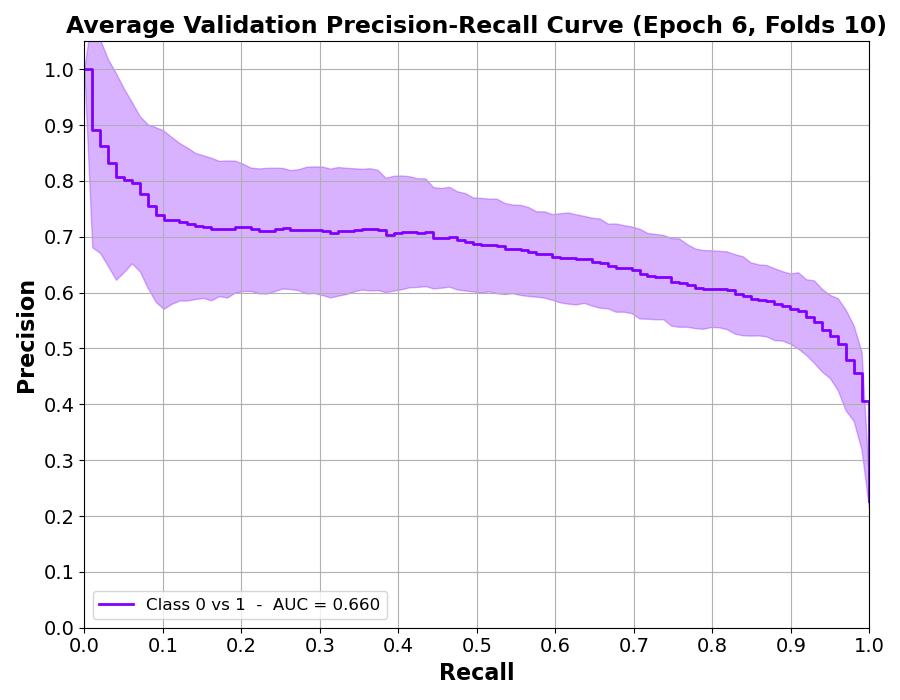 Average Validation Precision-Recall Curve (Epoch 6, Folds 10)
Precision
1.0
0.9
0.8
0.7
0.6
0.5
0.4
0.3
0.2
0.1
0.0
Class 0 vs 1 - AUC = 0.660
0.0 0.1 0.2 0.3 0.4 0.5 0.6 0.7 0.8 0.9 1.0
Recall